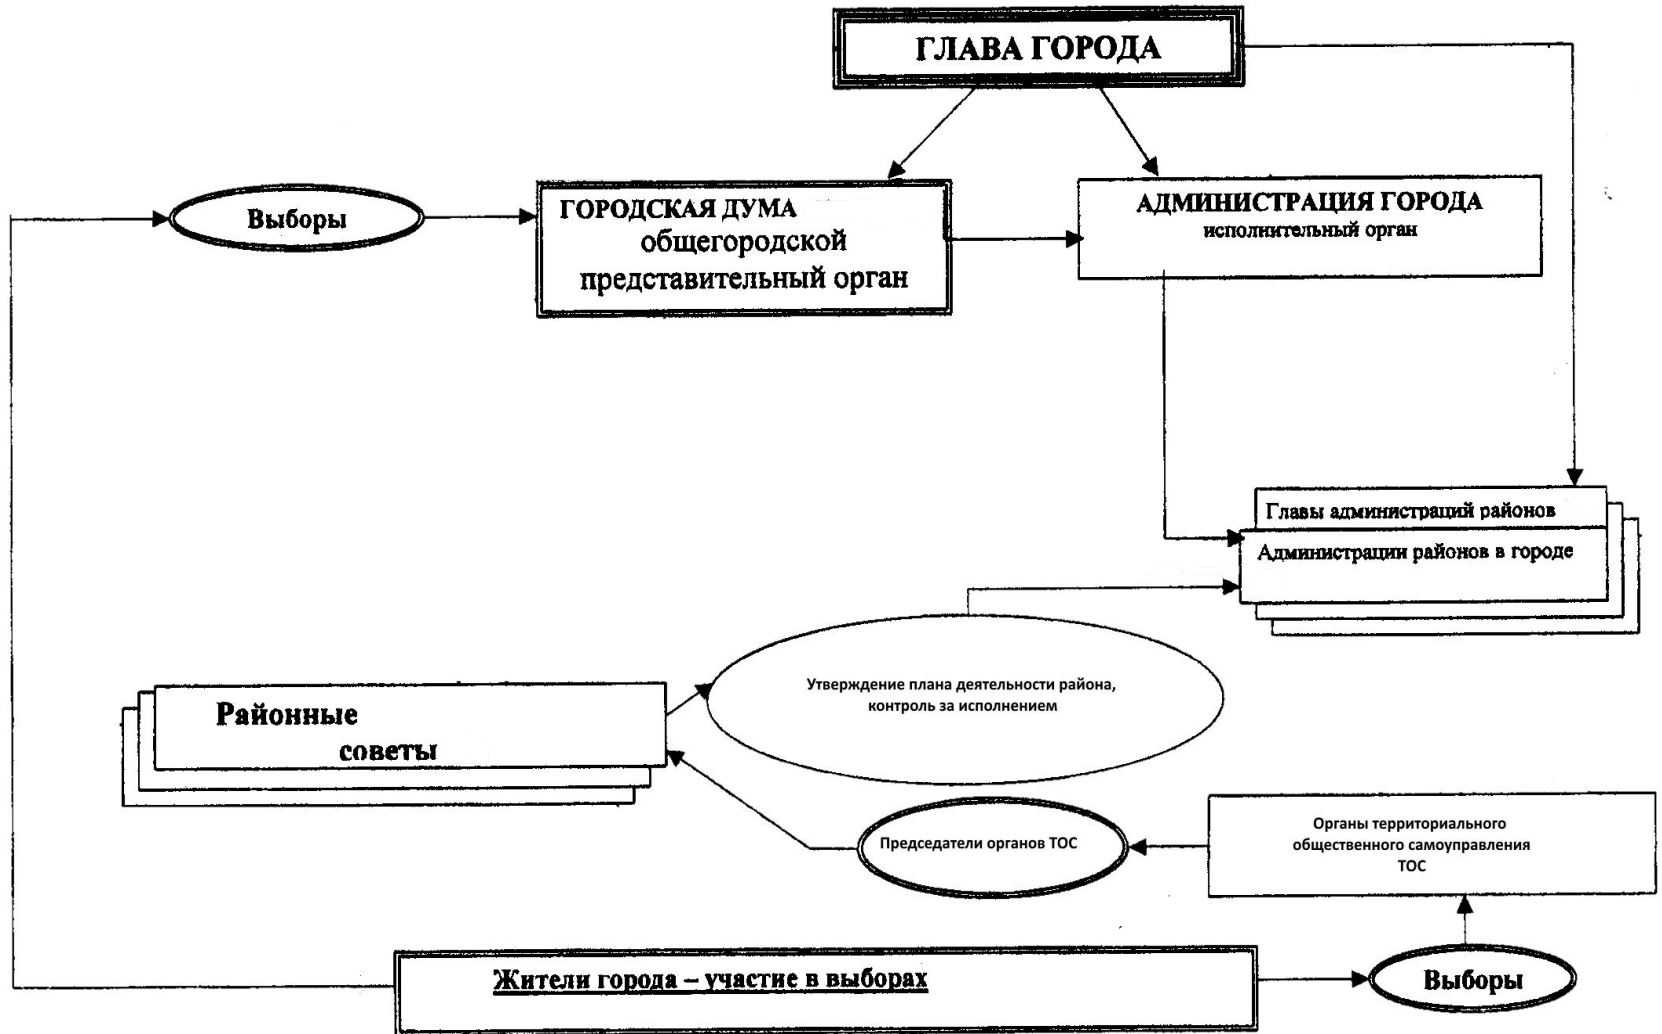 ГЛАВА ГОРОДА
Выборы
ГОРОДСКАЯ ДУМА
общегородской
представительный орган
АДМИНИСТРАЦИЯ ГОРОДА
исполнительный орган
Главы администраций районов
Администрации районов в городе
Утверждение плана деятельности района,
контроль за исполнением
Районные
советы
Председатели органов ТОС
Органы территориального
общественного самоуправления
ТОС
Жители города – участие в выборах
Выборы